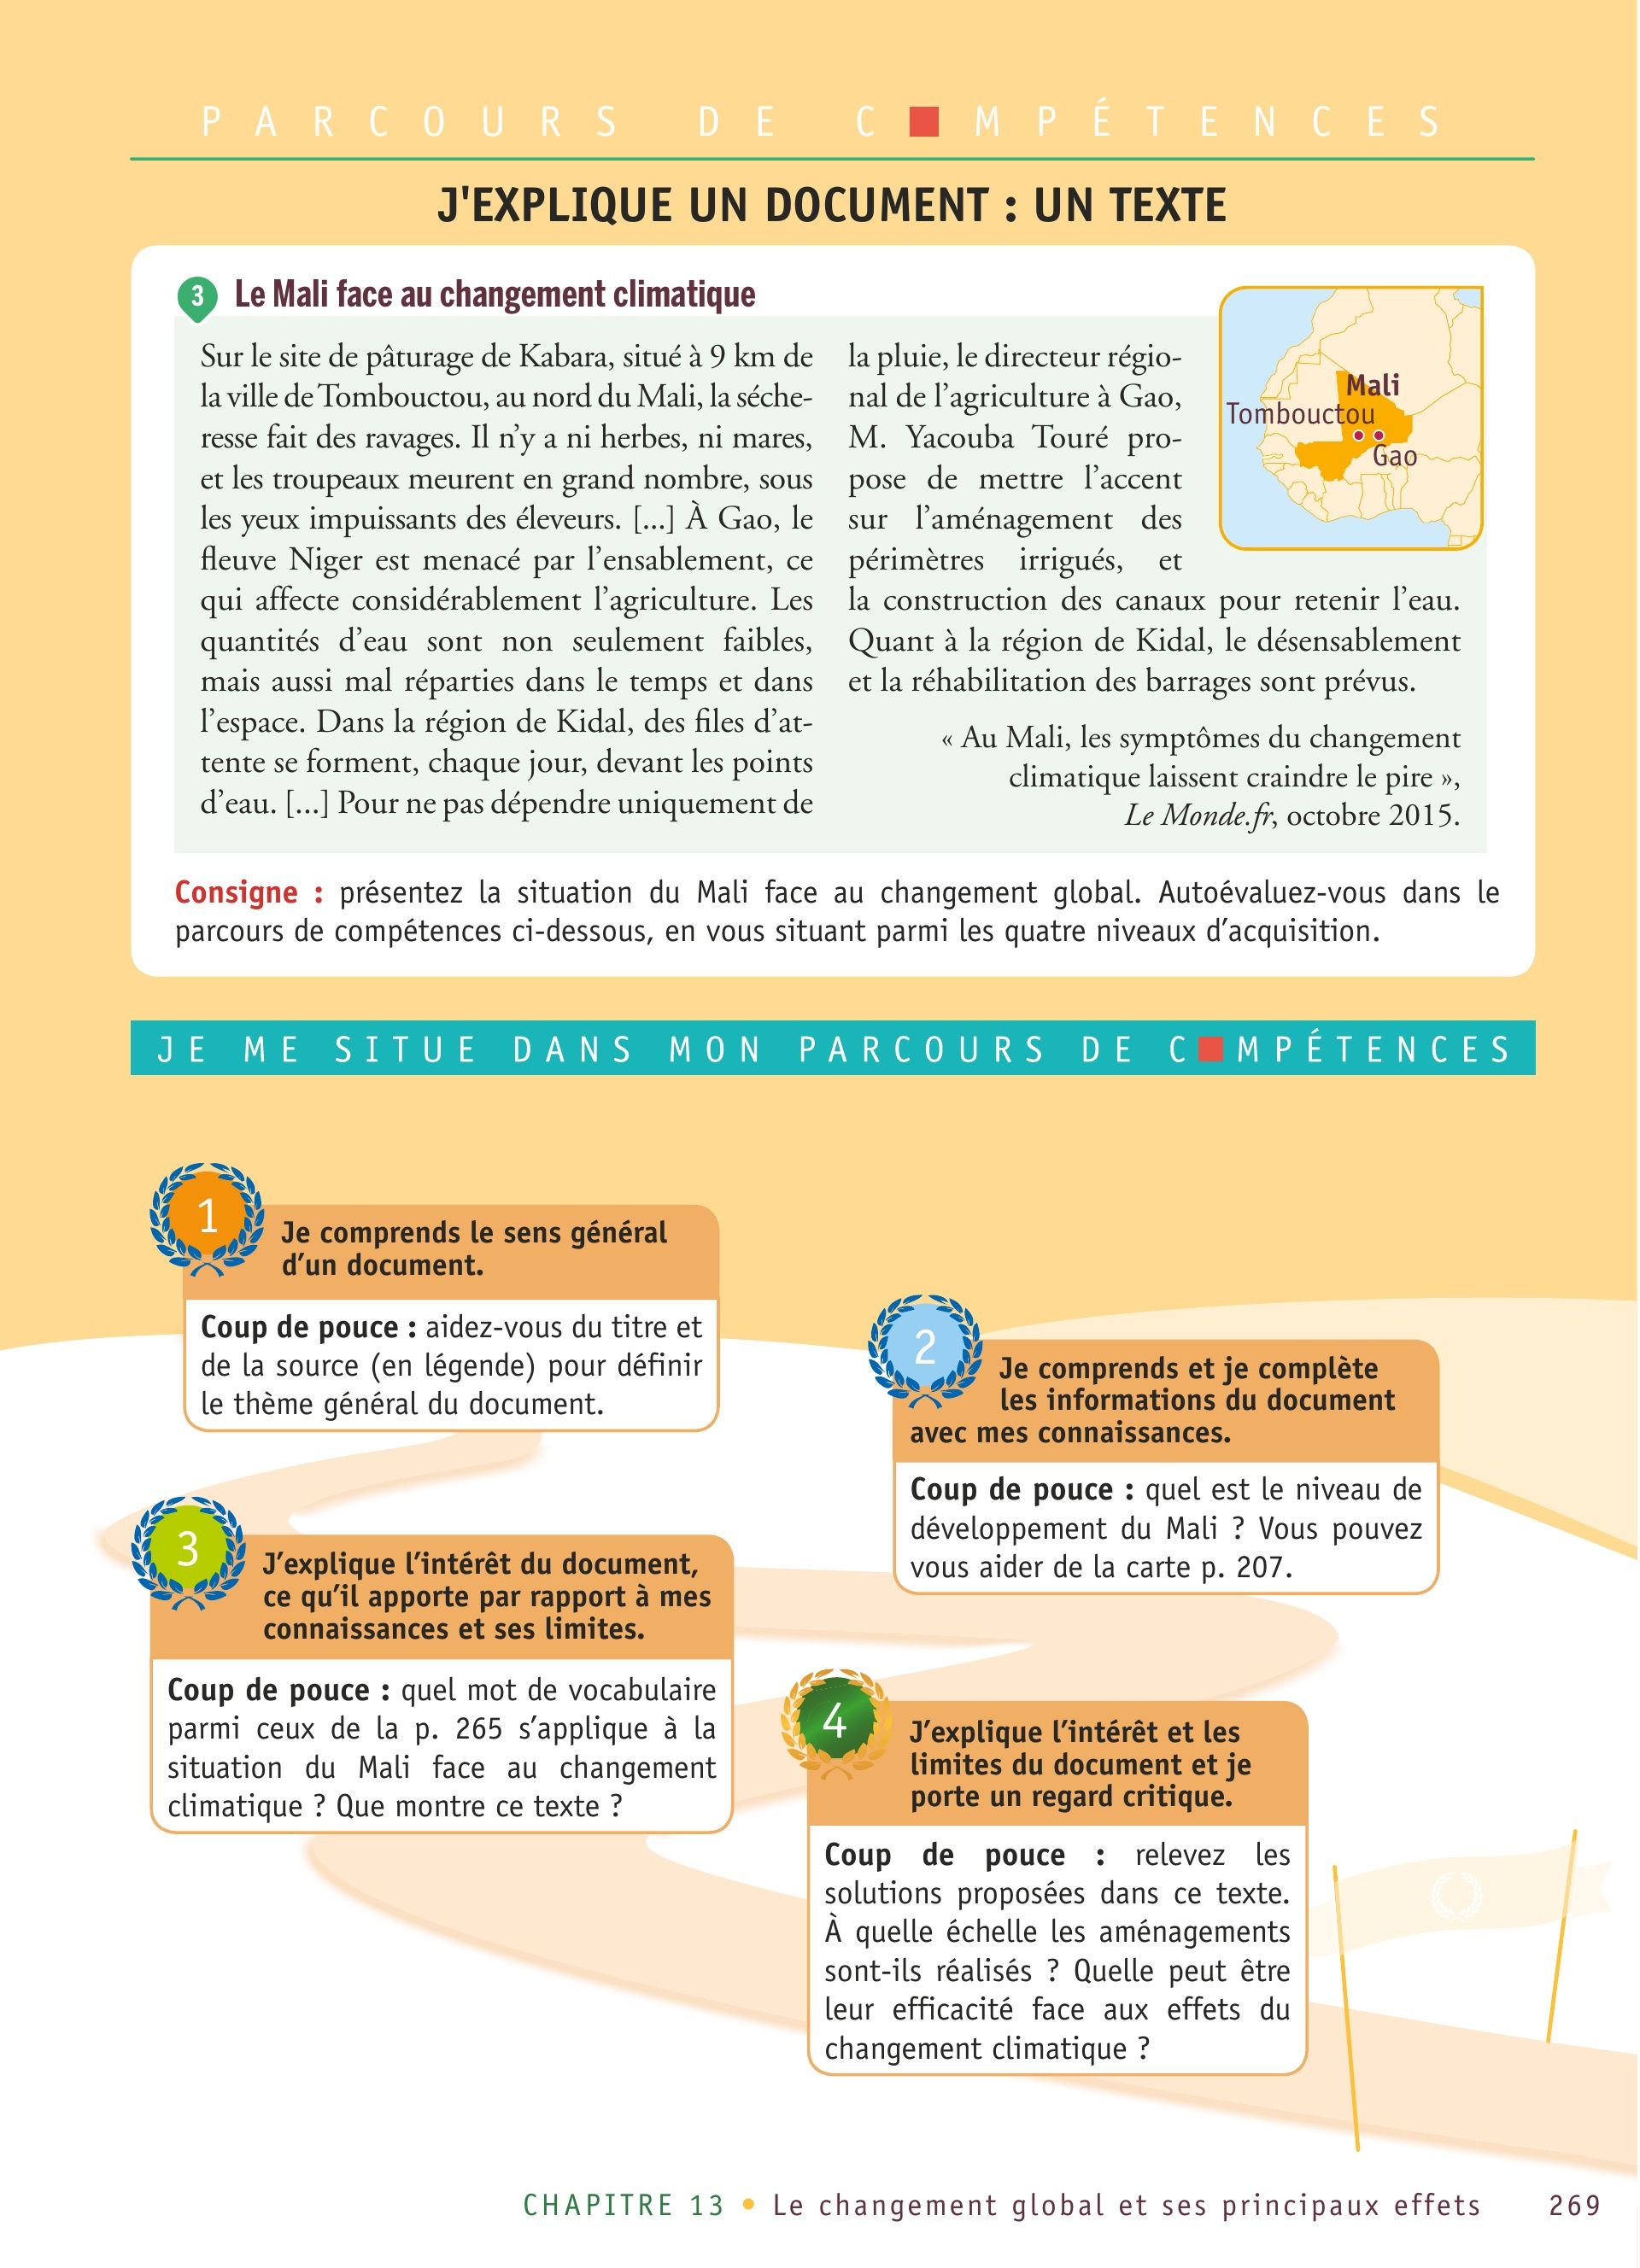 PARCOURS DE C■MPÉTENCES
J'EXPLIQUE UN DOCUMENT : UN TEXTE
3 Le Mali face au changement climatique
Sur le site de pâturage de Kabara, situé à 9 km de
la ville de Tombouctou, au nord du Mali, la séche-
resse fait des ravages. Il n'y a ni herbes, ni mares,
et les troupeaux meurent en grand nombre, sous
les yeux impuissants des éleveurs. [...] À Gao, le
fleuve Niger est menacé par l'ensablement, ce
qui affecte considérablement l'agriculture. Les
quantités d'eau sont non seulement faibles,
mais aussi mal réparties dans le temps et dans
l'espace. Dans la région de Kidal, des files d'at-
tente se forment, chaque jour, devant les points
d'eau. [...] Pour ne pas dépendre uniquement de
la pluie, le directeur régio-
nal de l'agriculture à Gao,
M. Yacouba Touré pro-
pose de mettre l'accent
sur l'aménagement des
périmètres irrigués, et
la construction des canaux pour retenir l'eau.
Quant à la région de Kidal, le désensablement
et la réhabilitation des barrages sont prévus.
« Au Mali, les symptômes du changement
climatique laissent craindre le pire »,
Le Monde.fr, octobre 2015.
Mali
Tombouctou
Gao
Consigne : présentez la situation du Mali face au changement global. Autoévaluez-vous dans le
parcours de compétences ci-dessous, en vous situant parmi les quatre niveaux d'acquisition.
JE ME SITUE DANS MON PARCOURS DE C■MPÉTENCES
1
Je comprends le sens général
d'un document.
Coup de pouce : aidez-vous du titre et
de la source (en légende) pour définir
le thème général du document.
2
Je comprends et je complète
les informations du document
avec mes connaissances.
Coup de pouce : quel est le niveau de
développement du Mali ? Vous pouvez
vous aider de la carte p. 207.
3
J'explique l'intérêt du document,
ce qu'il apporte par rapport à mes
connaissances et ses limites.
Coup de pouce : quel mot de vocabulaire
parmi ceux de la p. 265 s'applique à la
situation du Mali face au changement
climatique ? Que montre ce texte ?
4
J'explique l'intérêt et les
limites du document et je
porte un regard critique.
Coup de pouce : relevez les
solutions proposées dans ce texte.
À quelle échelle les aménagements
sont-ils réalisés ? Quelle peut être
leur efficacité face aux effets du
changement climatique ?
CHAPITRE 13 • Le changement global et ses principaux effets 269